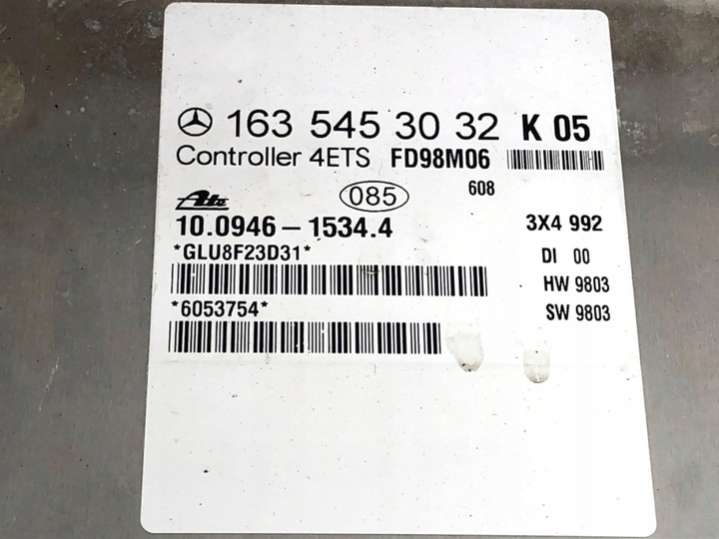 163 545 30 32 K 05
Controller 4ETS FD98M06
608
Ate 085
10.0946-1534.4 3X4 992
*GLU8F23D31* DI 00
HW 9803
*6053754* SW 9803